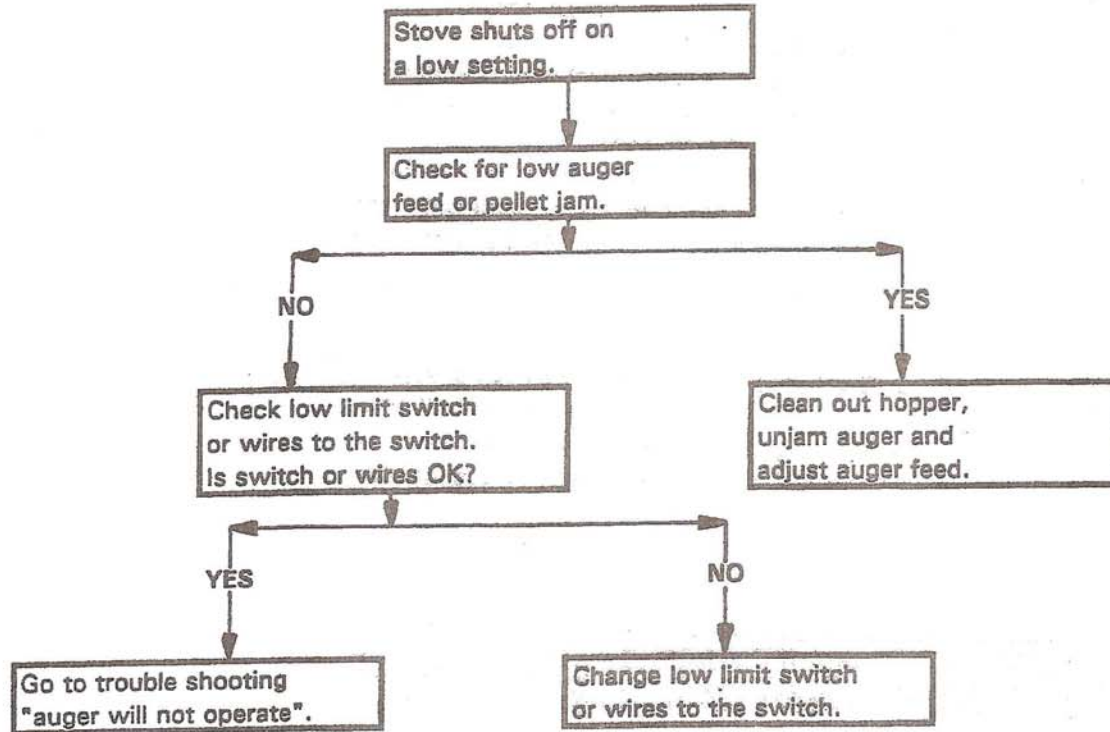 Stove shuts off on
a low setting.
Check for low auger
feed or pellet jam.
NO
YES
Check low limit switch
or wires to the switch.
Is switch or wires OK?
Clean out hopper,
unjam auger and
adjust auger feed.
YES
NO
Go to trouble shooting
"auger will not operate".
Change low limit switch
or wires to the switch.